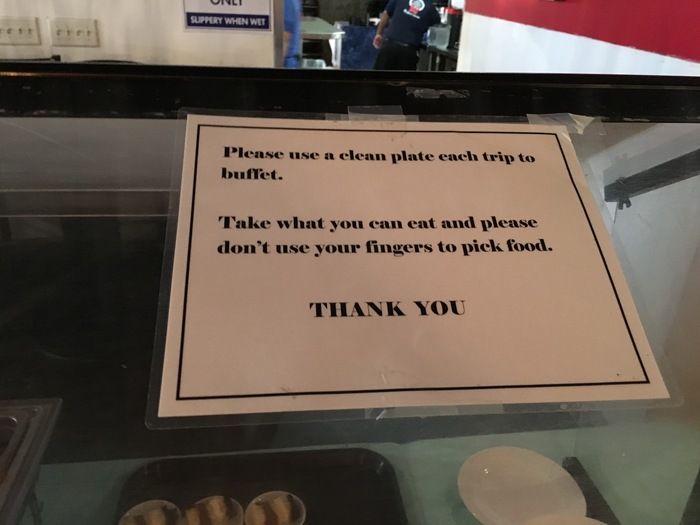 ONLY
SLIPPERY WHEN WET
Please use a clean plate each trip to
buffet.
Take what you can eat and please
don't use your fingers to pick food.
THANK YOU